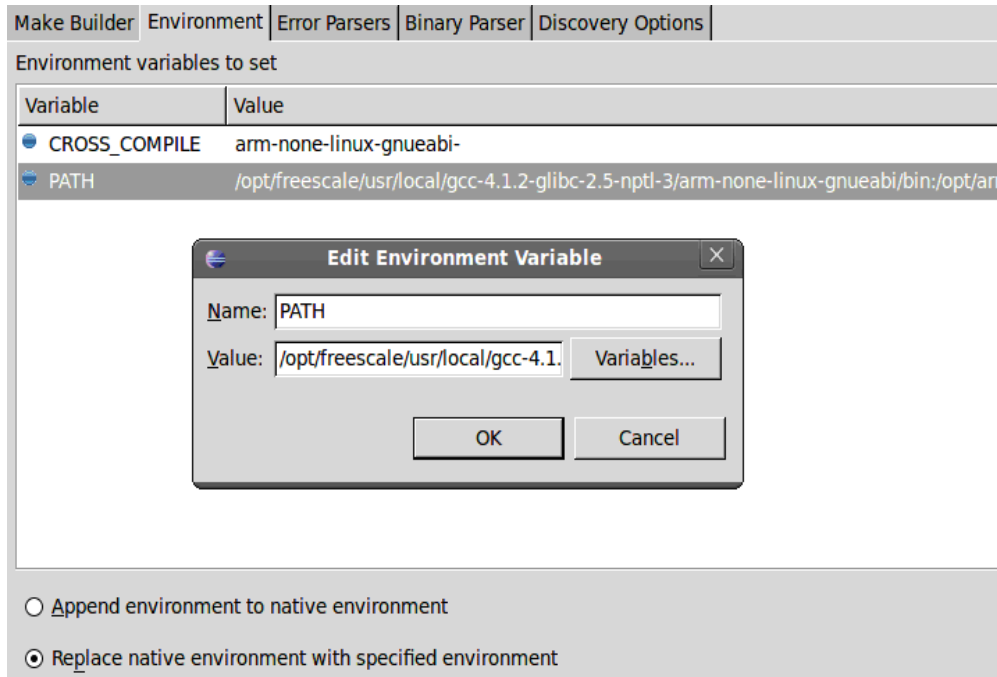 Make Builder Environment Error Parsers Binary Parser Discovery Options
Environment variables to set
Variable Value
CROSS_COMPILE arm-none-linux-gnueabi-
PATH /opt/freescale/usr/local/gcc-4.1.2-glibc-2.5-nptl-3/arm-none-linux-gnueabi/bin:/opt/ar
Edit Environment Variable
Name: PATH
Value: /opt/freescale/usr/local/gcc-4.1. Variables...
OK Cancel
Append environment to native environment
Replace native environment with specified environment